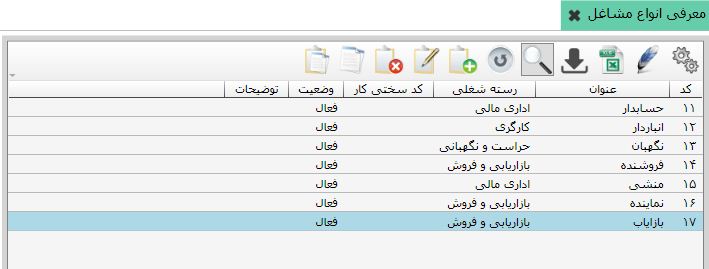 معرفی انواع مشاغل
کد عنوان رسته شغلی کد سختی کار وضعیت توضیحات
۱۱ حسابدار اداری مالی فعال
۱۲ انباردار کارگری فعال
۱۳ نگهبان حراست و نگهبانی فعال
۱۴ فروشنده بازاریابی و فروش فعال
۱۵ منشی اداری مالی فعال
۱۶ نماینده بازاریابی و فروش فعال
۱۷ بازایاب بازاریابی و فروش فعال